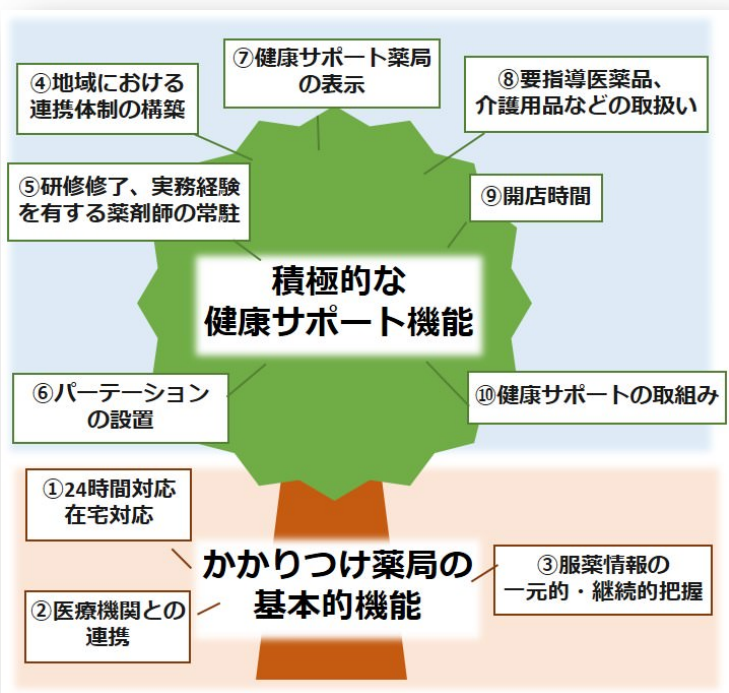 ⑦健康サポート薬局
の表示
④地域における
連携体制の構築
⑧要指導医薬品、
介護用品などの取扱い
⑤研修修了、実務経験
を有する薬剤師の常駐
⑨開店時間
積極的な
健康サポート機能
⑥パーテーション
の設置
⑩健康サポートの取組み
①24時間対応
在宅対応
かかりつけ薬局の
基本的機能
③服薬情報の
一元的・継続的把握
②医療機関との
連携